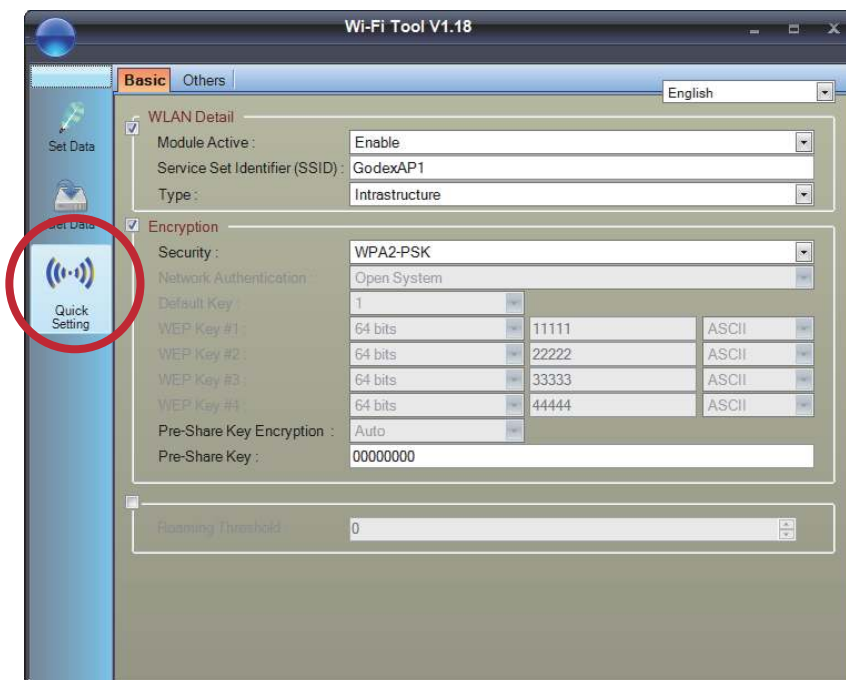 Wi-Fi Tool V1.18
Basic Others
English
Set Data
Get Data
Quick
Setting
WLAN Detail
Module Active : Enable
Service Set Identifier (SSID) : GodexAP1
Type : Intrastructure
Encryption
Security : WPA2-PSK
Network Authentication : Open System
Default Key : 1
WEP Key #1 : 64 bits 11111 ASCII
WEP Key #2 : 64 bits 22222 ASCII
WEP Key #3 : 64 bits 33333 ASCII
WEP Key #4 : 64 bits 44444 ASCII
Pre-Share Key Encryption : Auto
Pre-Share Key : 00000000
Roaming Threshold 0